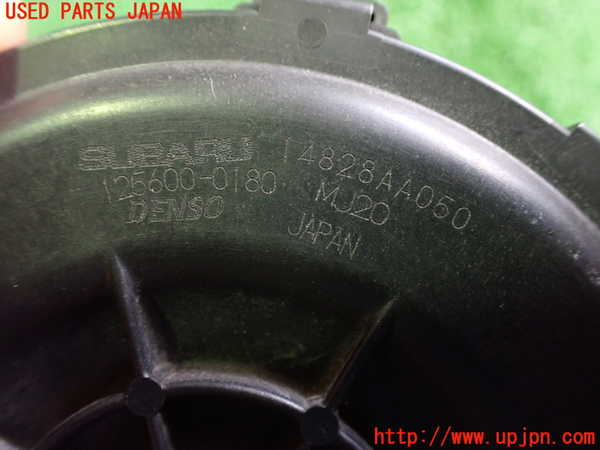 USED PARTS JAPAN
SUBARU 14828AA050
125600-0180 MJ20
DENSO JAPAN
http://www.upjpn.com/